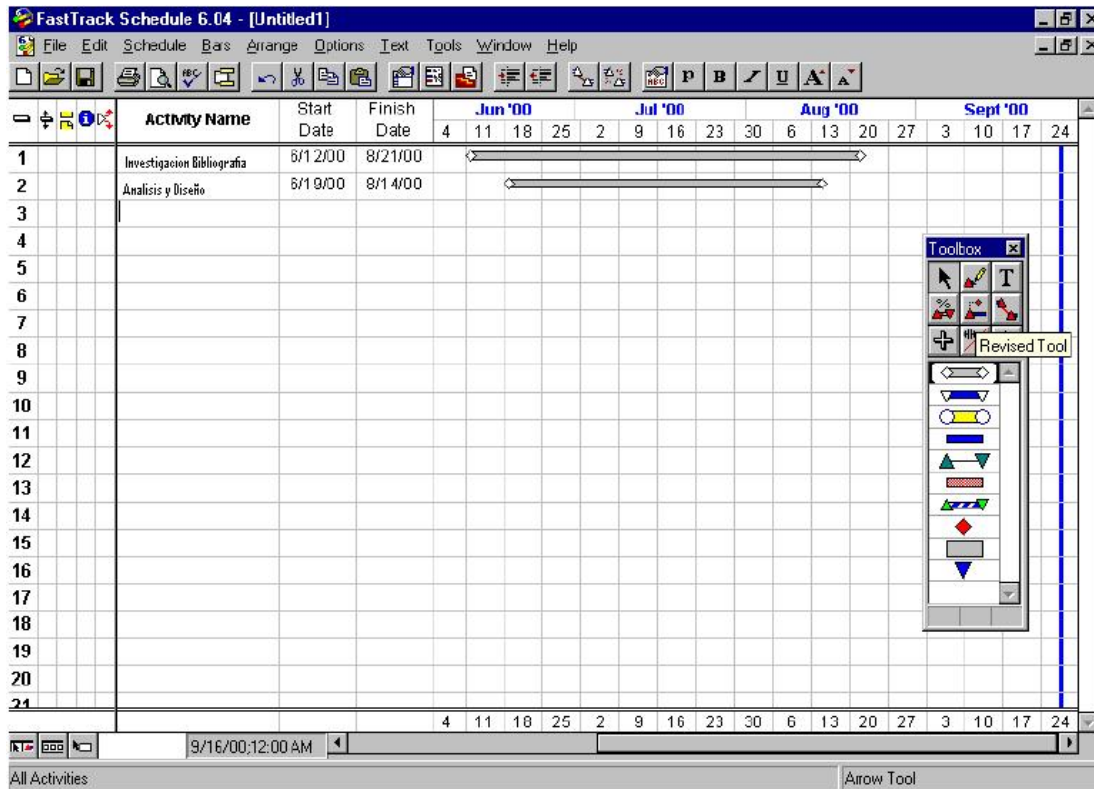 FastTrack Schedule 6.04 - [Untitled1]
File Edit Schedule Bars Arrange Options Text Tools Window Help
P B I U A A
Activity Name Start Date Finish Date Jun '00 Jul '00 Aug '00 Sept '00
4 11 18 25 2 9 16 23 30 6 13 20 27 3 10 17 24
1 Investigacion Bibliografia 6/12/00 8/21/00
2 Analisis y Diseño 6/19/00 8/14/00
3
4
5
6
7
8
9
10
11
12
13
14
15
16
17
18
19
20
21
Toolbox
T
Revised Tool
4 11 18 25 2 9 16 23 30 6 13 20 27 3 10 17 24
9/16/00;12:00 AM
All Activities Arrow Tool